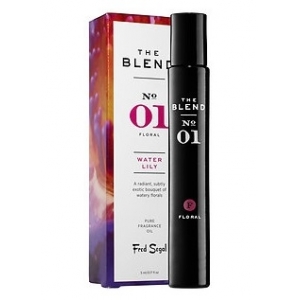 THE
BLEND
Nº
01
FLORAL
WATER
LILY
A radiant, subtly
exotic bouquet of
watery florals
PURE
FRAGRANCE
OIL
Fred Segal
THE
BLEND
Nº
01
F
FLORAL